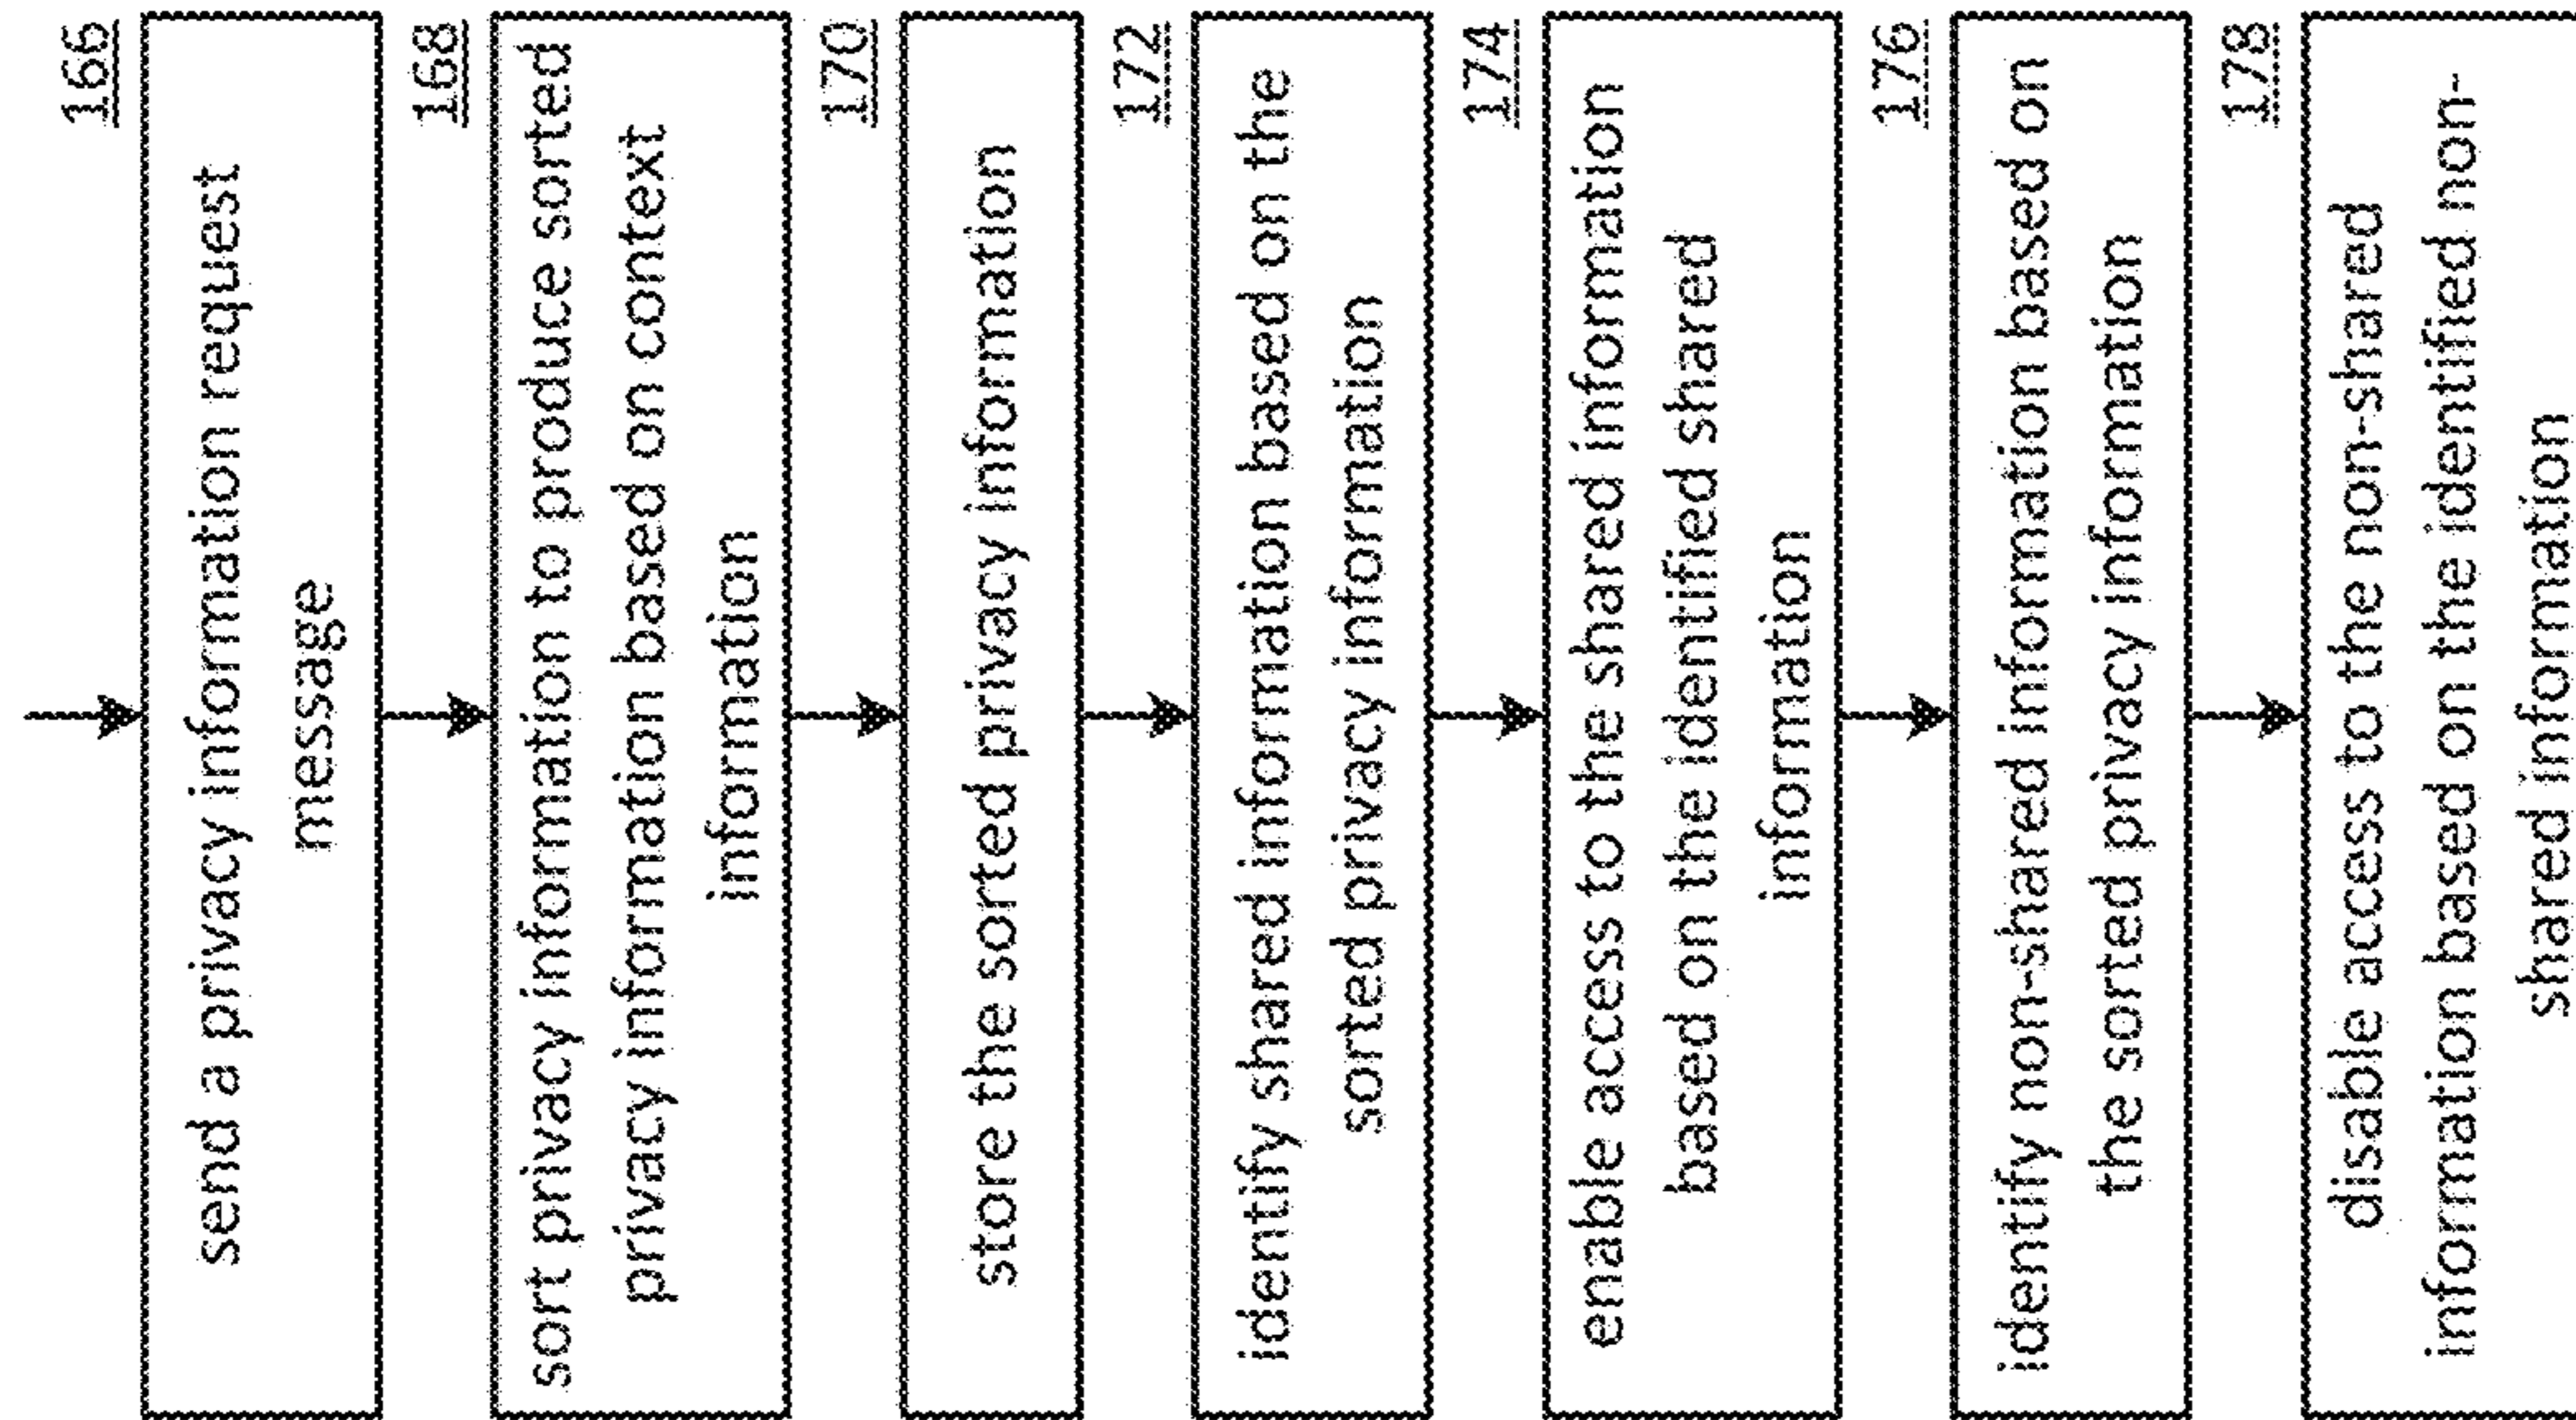 166
send a privacy information request
message
168
sort privacy information to produce sorted
privacy information based on context
information
170
store the sorted privacy information
172
identify shared information based on the
sorted privacy information
174
enable access to the shared information
based on the identified shared
information
176
identify non-shared information based on
the sorted privacy information
178
disable access to the non-shared
information based on the identified non-
shared information